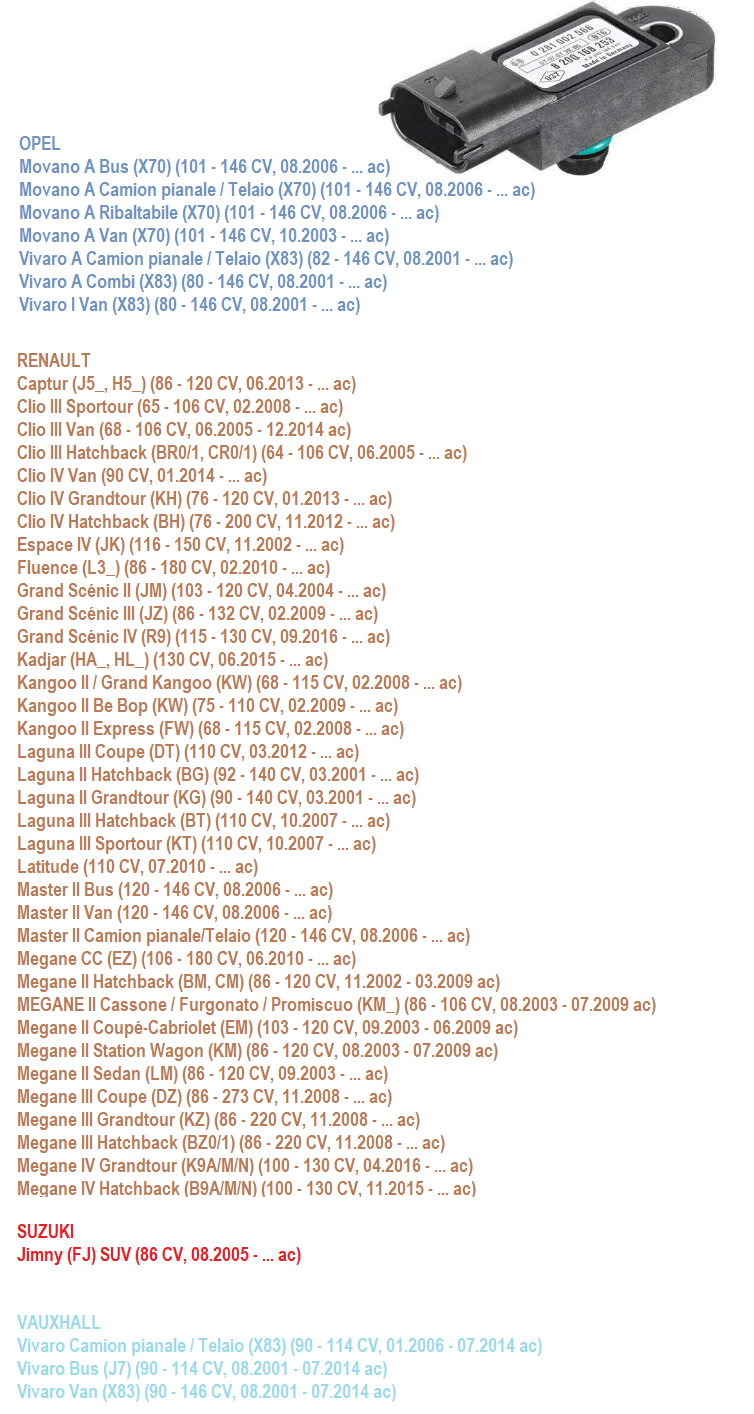 0 281 002 566
07-07-07 36 BE 816
8 200 168 253
937 Made in Germany
OPEL
Movano A Bus (X70) (101 - 146 CV, 08.2006 - ... ac)
Movano A Camion pianale / Telaio (X70) (101 - 146 CV, 08.2006 - ... ac)
Movano A Ribaltabile (X70) (101 - 146 CV, 08.2006 - ... ac)
Movano A Van (X70) (101 - 146 CV, 10.2003 - ... ac)
Vivaro A Camion pianale / Telaio (X83) (82 - 146 CV, 08.2001 - ... ac)
Vivaro A Combi (X83) (80 - 146 CV, 08.2001 - ... ac)
Vivaro I Van (X83) (80 - 146 CV, 08.2001 - ... ac)
RENAULT
Captur (J5_, H5_) (86 - 120 CV, 06.2013 - ... ac)
Clio III Sportour (65 - 106 CV, 02.2008 - ... ac)
Clio III Van (68 - 106 CV, 06.2005 - 12.2014 ac)
Clio III Hatchback (BR0/1, CR0/1) (64 - 106 CV, 06.2005 - ... ac)
Clio IV Van (90 CV, 01.2014 - ... ac)
Clio IV Grandtour (KH) (76 - 120 CV, 01.2013 - ... ac)
Clio IV Hatchback (BH) (76 - 200 CV, 11.2012 - ... ac)
Espace IV (JK) (116 - 150 CV, 11.2002 - ... ac)
Fluence (L3_) (86 - 180 CV, 02.2010 - ... ac)
Grand Scénic II (JM) (103 - 120 CV, 04.2004 - ... ac)
Grand Scénic III (JZ) (86 - 132 CV, 02.2009 - ... ac)
Grand Scénic IV (R9) (115 - 130 CV, 09.2016 - ... ac)
Kadjar (HA_, HL_) (130 CV, 06.2015 - ... ac)
Kangoo II / Grand Kangoo (KW) (68 - 115 CV, 02.2008 - ... ac)
Kangoo II Be Bop (KW) (75 - 110 CV, 02.2009 - ... ac)
Kangoo II Express (FW) (68 - 115 CV, 02.2008 - ... ac)
Laguna III Coupe (DT) (110 CV, 03.2012 - ... ac)
Laguna II Hatchback (BG) (92 - 140 CV, 03.2001 - ... ac)
Laguna II Grandtour (KG) (90 - 140 CV, 03.2001 - ... ac)
Laguna III Hatchback (BT) (110 CV, 10.2007 - ... ac)
Laguna III Sportour (KT) (110 CV, 10.2007 - ... ac)
Latitude (110 CV, 07.2010 - ... ac)
Master II Bus (120 - 146 CV, 08.2006 - ... ac)
Master II Van (120 - 146 CV, 08.2006 - ... ac)
Master II Camion pianale/Telaio (120 - 146 CV, 08.2006 - ... ac)
Megane CC (EZ) (106 - 180 CV, 06.2010 - ... ac)
Megane II Hatchback (BM, CM) (86 - 120 CV, 11.2002 - 03.2009 ac)
MEGANE II Cassone / Furgonato / Promiscuo (KM_) (86 - 106 CV, 08.2003 - 07.2009 ac)
Megane II Coupé-Cabriolet (EM) (103 - 120 CV, 09.2003 - 06.2009 ac)
Megane II Station Wagon (KM) (86 - 120 CV, 08.2003 - 07.2009 ac)
Megane II Sedan (LM) (86 - 120 CV, 09.2003 - ... ac)
Megane III Coupe (DZ) (86 - 273 CV, 11.2008 - ... ac)
Megane III Grandtour (KZ) (86 - 220 CV, 11.2008 - ... ac)
Megane III Hatchback (BZ0/1) (86 - 220 CV, 11.2008 - ... ac)
Megane IV Grandtour (K9A/M/N) (100 - 130 CV, 04.2016 - ... ac)
Megane IV Hatchback (B9A/M/N) (100 - 130 CV, 11.2015 - ... ac)
SUZUKI
Jimny (FJ) SUV (86 CV, 08.2005 - ... ac)
VAUXHALL
Vivaro Camion pianale / Telaio (X83) (90 - 114 CV, 01.2006 - 07.2014 ac)
Vivaro Bus (J7) (90 - 114 CV, 08.2001 - 07.2014 ac)
Vivaro Van (X83) (90 - 146 CV, 08.2001 - 07.2014 ac)